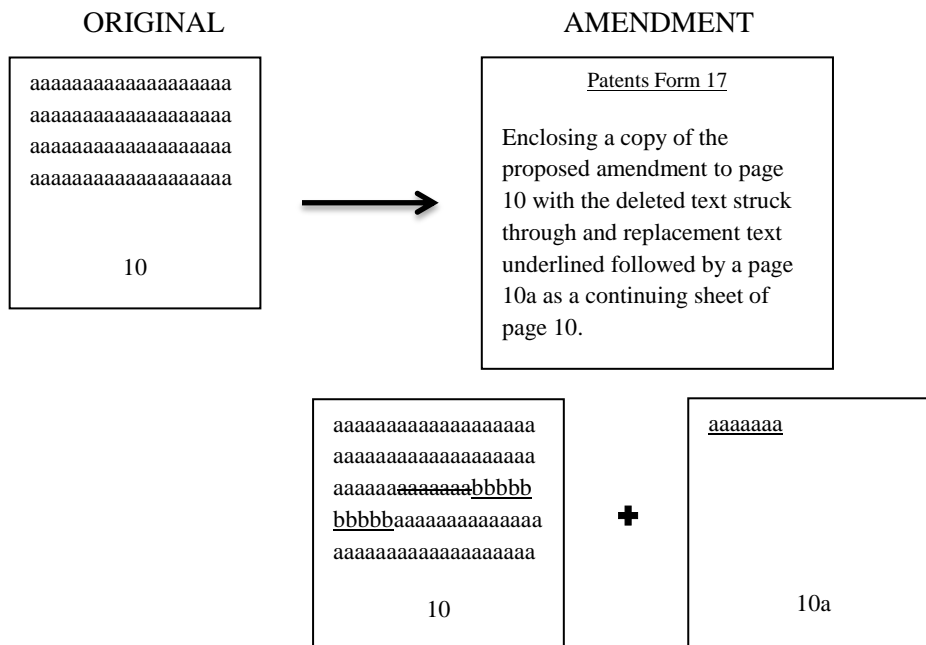 ORIGINAL
aaaaaaaaaaaaaaaaaaa
aaaaaaaaaaaaaaaaaaa
aaaaaaaaaaaaaaaaaaa
aaaaaaaaaaaaaaaaaaa
10
AMENDMENT
Patents Form 17
Enclosing a copy of the
proposed amendment to page
10 with the deleted text struck
through and replacement text
underlined followed by a page
10a as a continuing sheet of
page 10.
aaaaaaaaaaaaaaaaaaa
aaaaaaaaaaaaaaaaaaa
aaaaaaaaaaaaabbbbb
bbbbbaaaaaaaaaaaaaa
aaaaaaaaaaaaaaaaaaa
10
aaaaaaa
10a